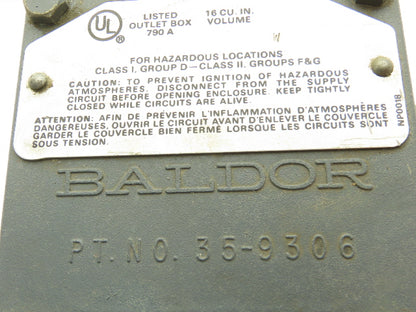 UL
®
LISTED 16 CU. IN.
OUTLET BOX VOLUME
790 A
FOR HAZARDOUS LOCATIONS
CLASS I, GROUP D—CLASS II, GROUPS F&G
CAUTION: TO PREVENT IGNITION OF HAZARDOUS
ATMOSPHERES, DISCONNECT FROM THE SUPPLY
CIRCUIT BEFORE OPENING ENCLOSURE. KEEP TIGHTLY
CLOSED WHILE CIRCUITS ARE ALIVE.
ATTENTION: AFIN DE PRÉVENIR L'INFLAMMATION D'ATMOSPHÈRES
DANGEREUSES, OUVRIR LE CIRCUIT AVANT D'ENLEVER LE COUVERCLE
GARDER LE COUVERCLE BIEN FERMÉ LORSQUE LES CIRCUITS SONT
SOUS TENSION.
NP0018
BALDOR
PT. NO. 35-9306